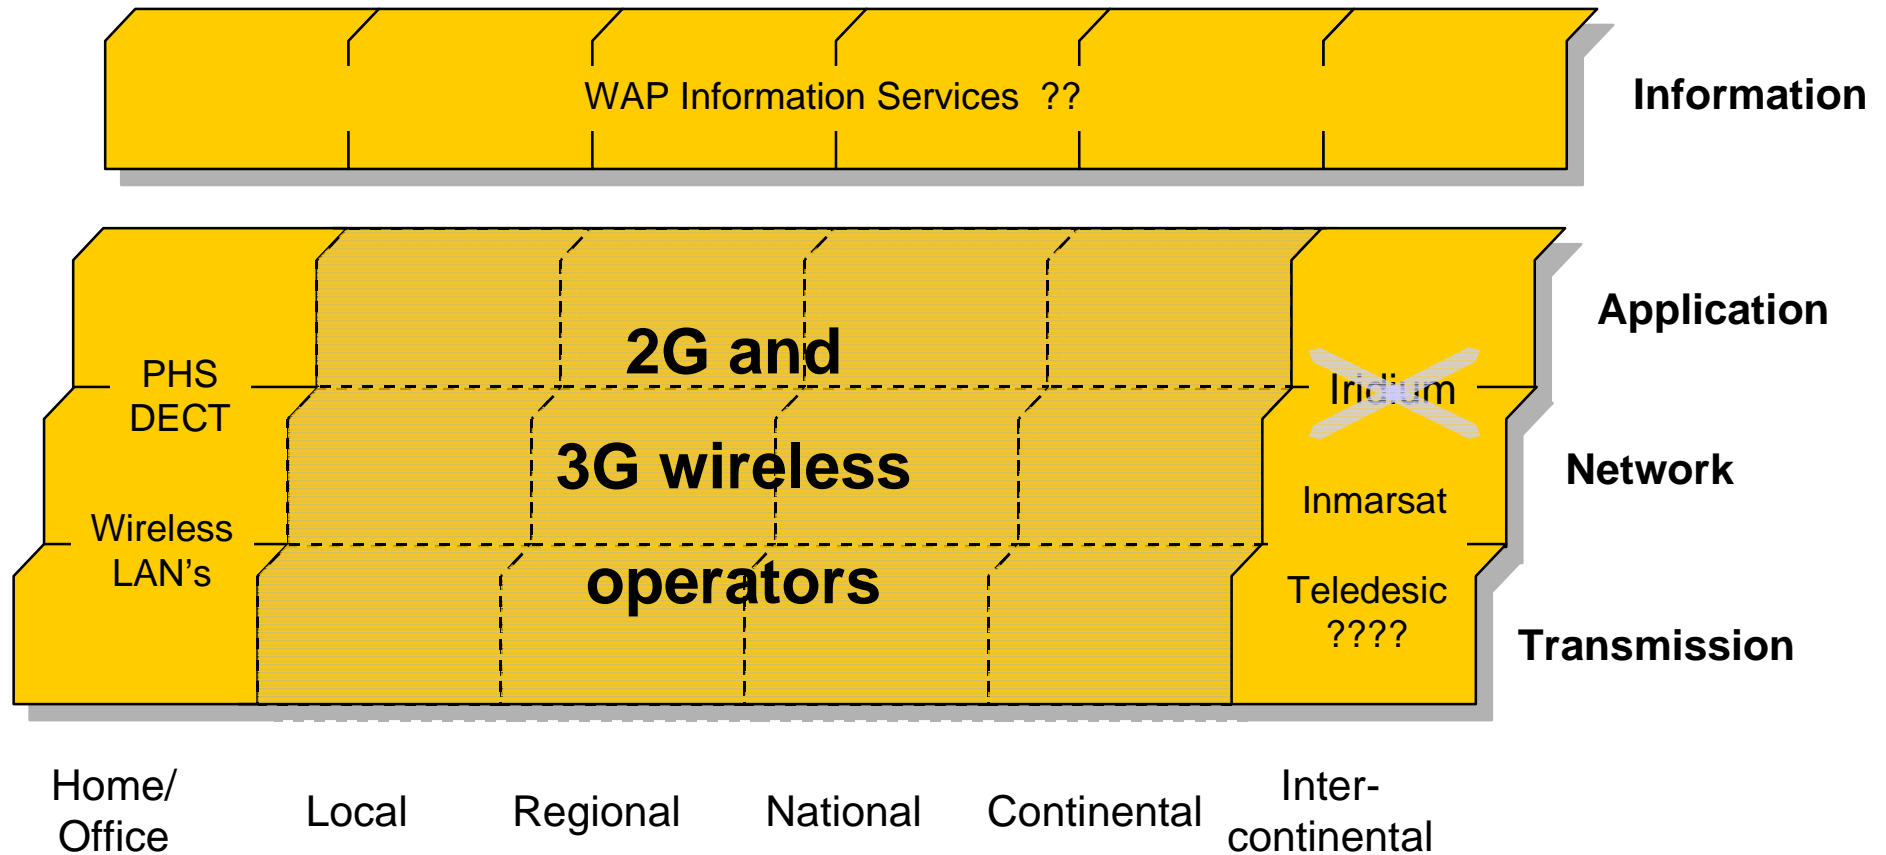 WAP Information Services ??
Information
Application
2G and
PHS
DECT
Iridium
3G wireless
Network
Inmarsat
Wireless
LAN's
operators
Teledesic
????
Transmission
Home/
Office
Local
Regional
National
Continental
Inter-
continental